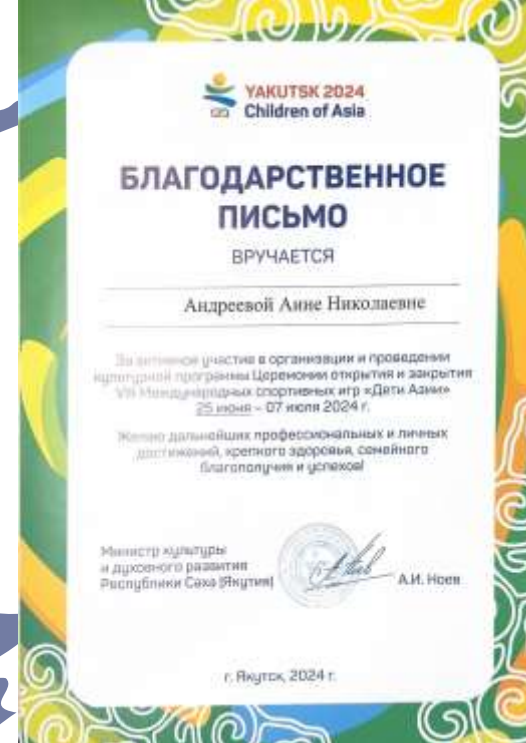 YAKUTSK 2024
Children of Asia
БЛАГОДАРСТВЕННОЕ
ПИСЬМО
ВРУЧАЕТСЯ
Андреевой Анне Николаевне
За активное участие в организации и проведении
культурной программы Церемонии открытия и закрытия
VIII Международных спортивных игр «Дети Азии»
25 июня – 07 июля 2024 г.
Желаю дальнейших профессиональных и личных
достижений, крепкого здоровья, семейного
благополучия и успехов!
Министр культуры
и духовного развития
Республики Саха (Якутия)
А.И. Ноев
г. Якутск, 2024 г.